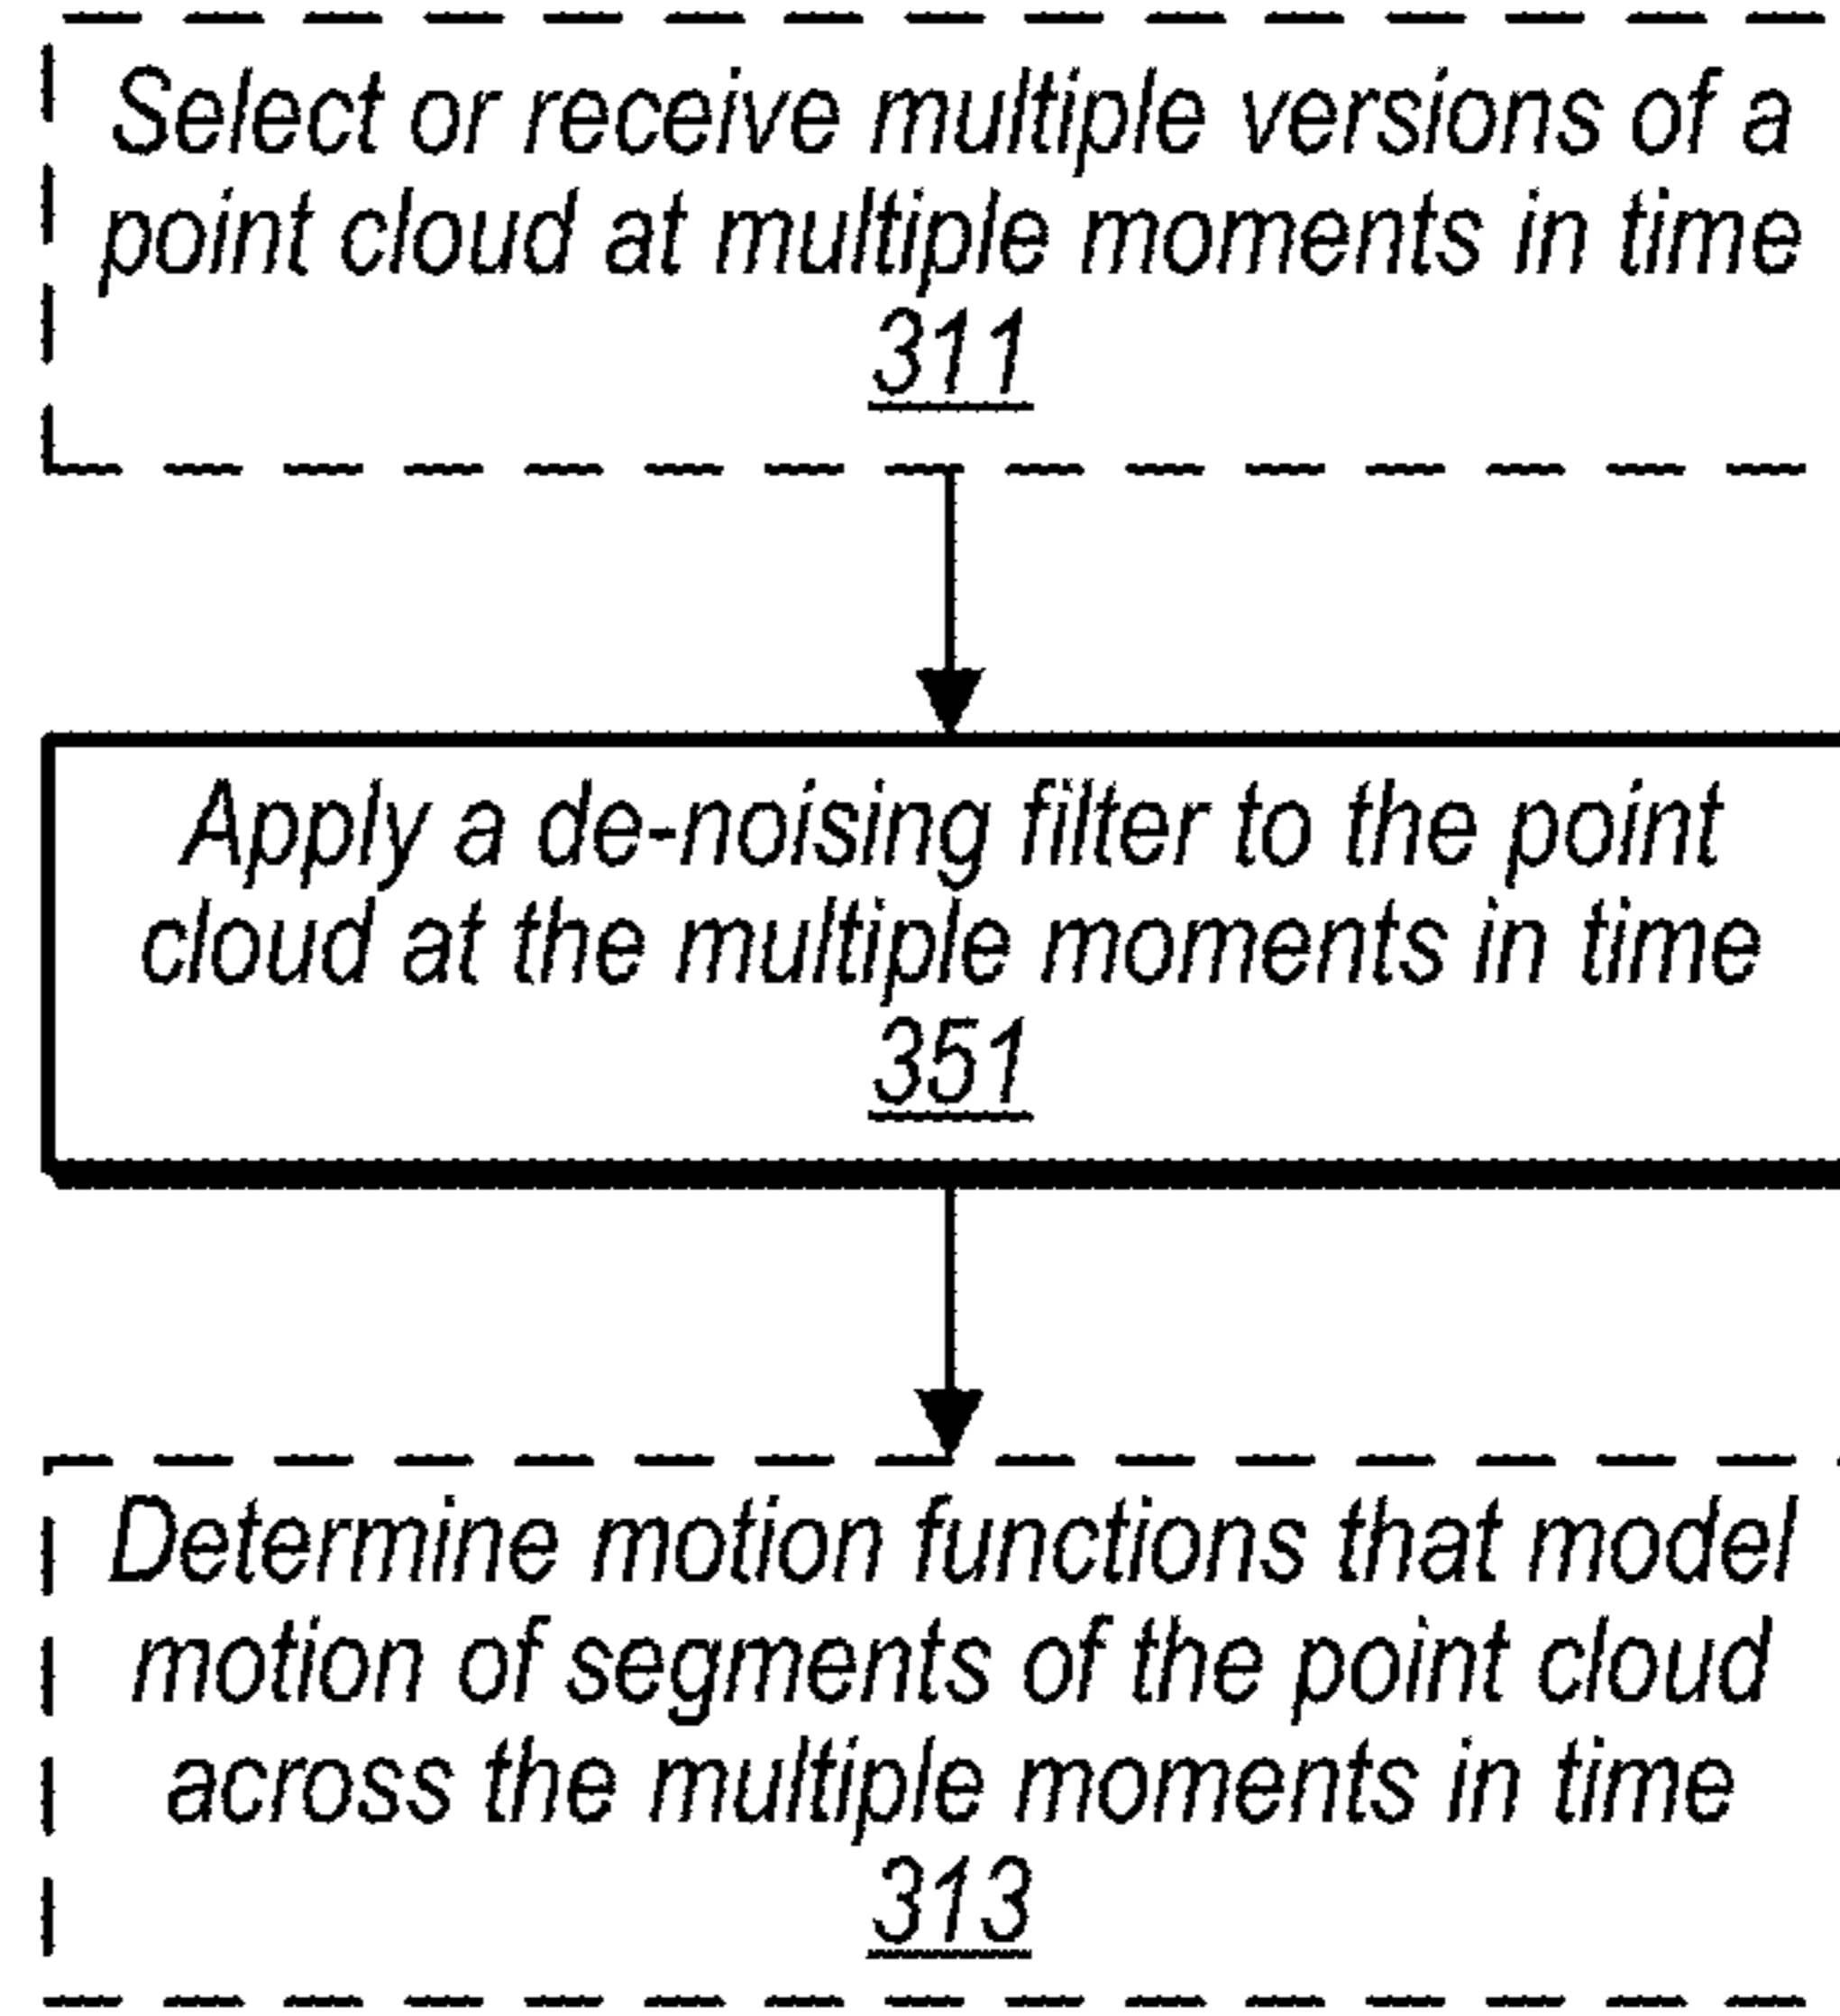 Select or receive multiple versions of a
point cloud at multiple moments in time
311
Apply a de-noising filter to the point
cloud at the multiple moments in time
351
Determine motion functions that model
motion of segments of the point cloud
across the multiple moments in time
313